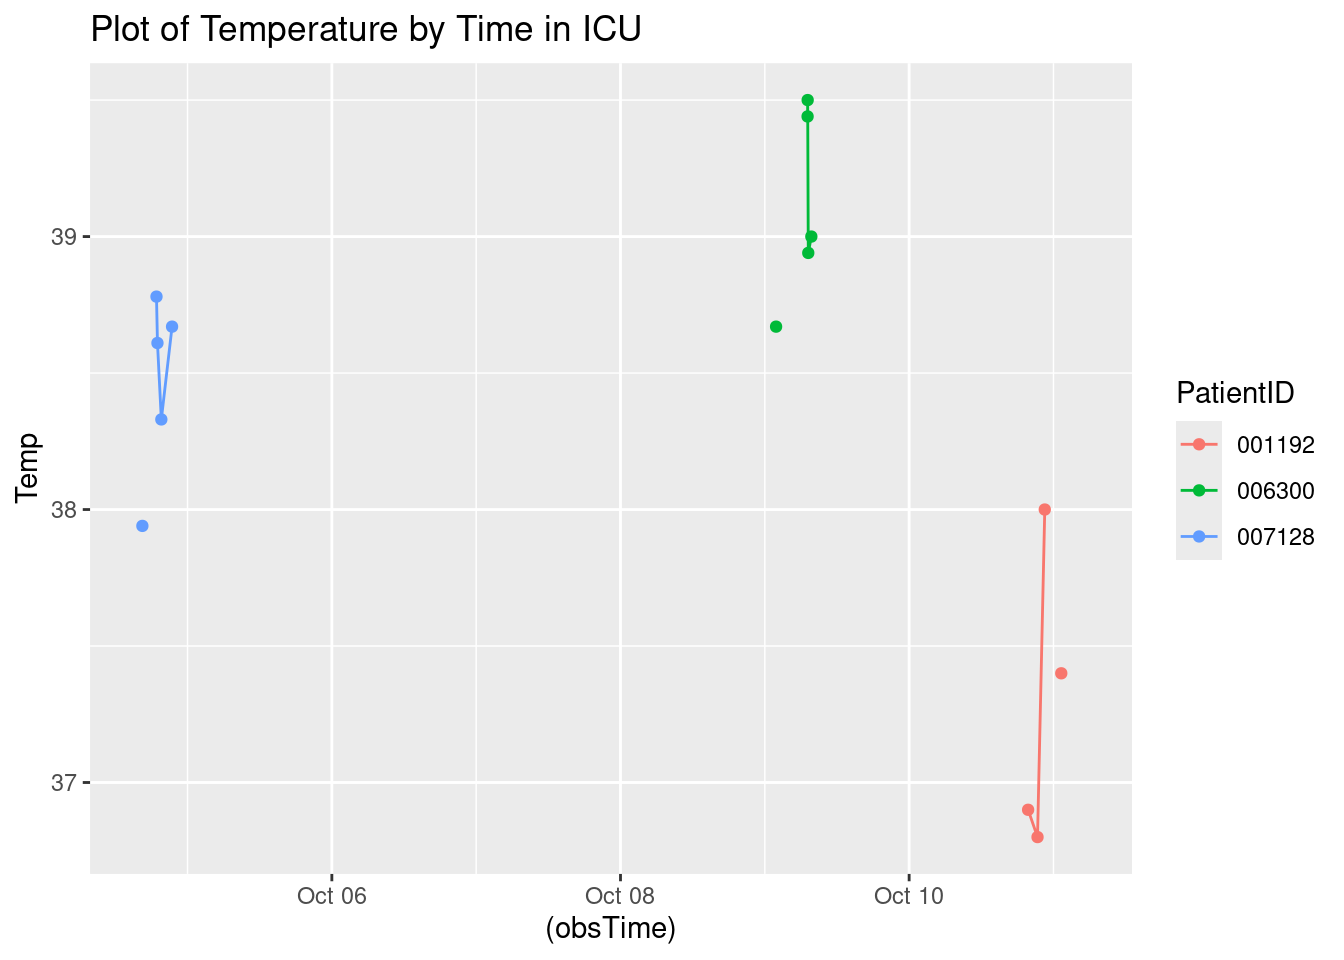 Plot of Temperature by Time in ICU
Temp
39
38
37
Oct 06
Oct 08
Oct 10
(obsTime)
PatientID
001192
006300
007128